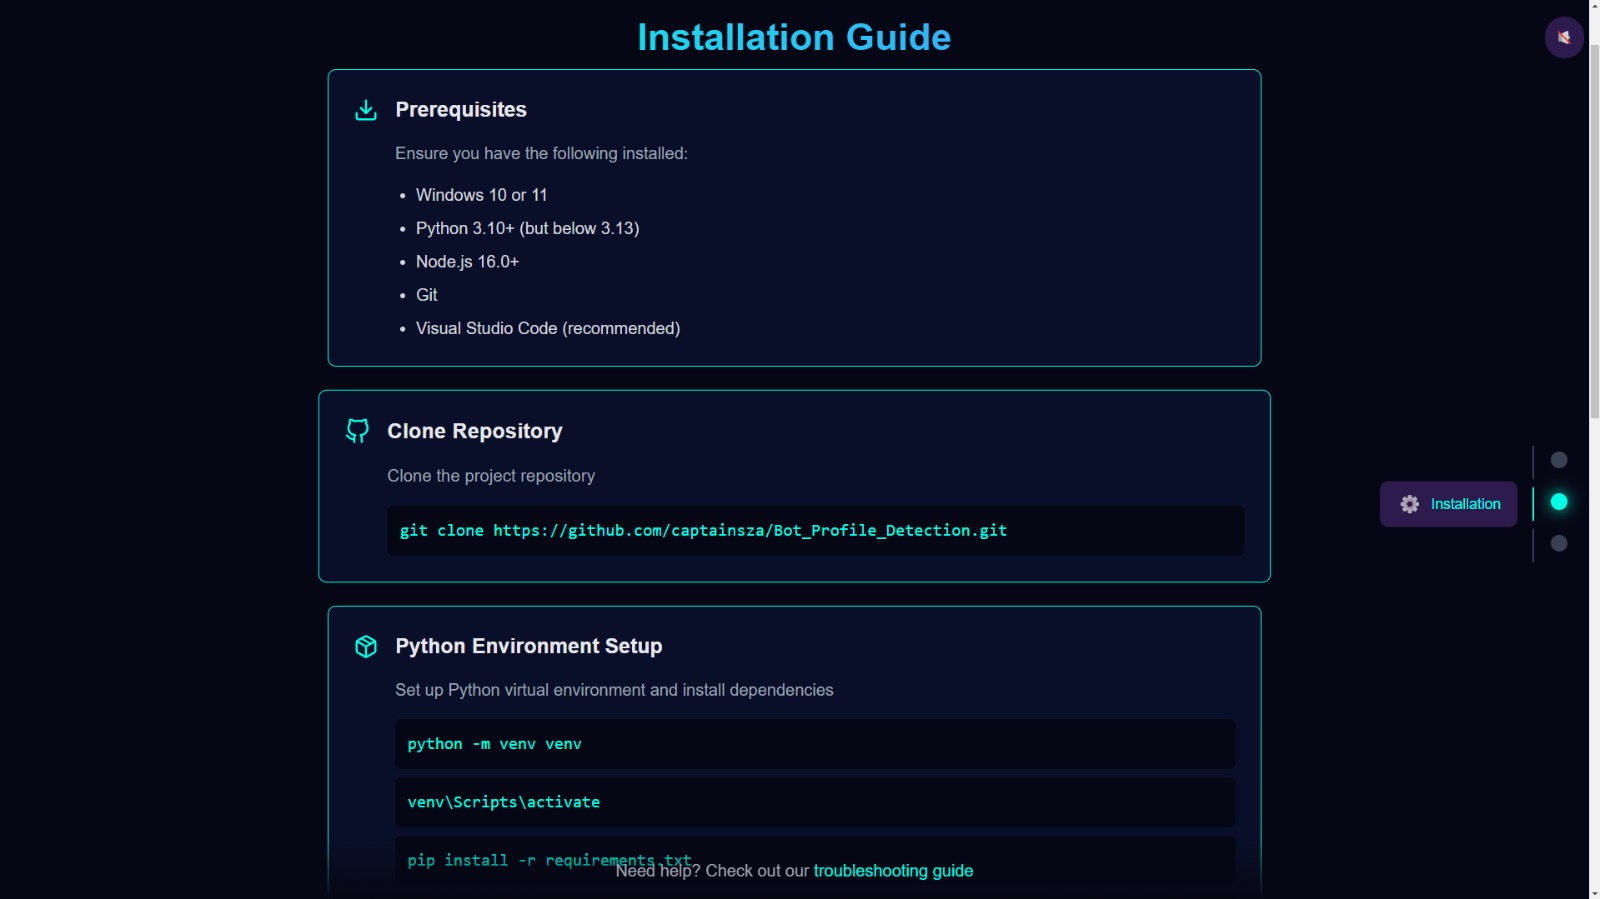 Installation Guide
Prerequisites
Ensure you have the following installed:
• Windows 10 or 11
• Python 3.10+ (but below 3.13)
• Node.js 16.0+
• Git
• Visual Studio Code (recommended)
Clone Repository
Clone the project repository
git clone https://github.com/captainsza/Bot_Profile_Detection.git
Installation
Python Environment Setup
Set up Python virtual environment and install dependencies
python -m venv venv
venv\Scripts\activate
pip install -r requirements.txt
Need help? Check out our troubleshooting guide